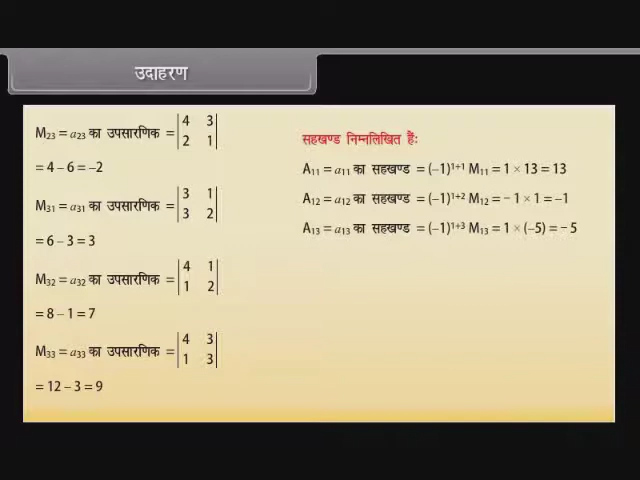 उदाहरण
M₂₃ = a₂₃ का उपसारणिक = |4 3|
|2 1|
= 4 – 6 = –2
M₃₁ = a₃₁ का उपसारणिक = |3 1|
|3 2|
= 6 – 3 = 3
M₃₂ = a₃₂ का उपसारणिक = |4 1|
|1 2|
= 8 – 1 = 7
M₃₃ = a₃₃ का उपसारणिक = |4 3|
|1 3|
= 12 – 3 = 9
सहखण्ड निम्नलिखित हैं:
A₁₁ = a₁₁ का सहखण्ड = (–1)¹⁺¹ M₁₁ = 1 × 13 = 13
A₁₂ = a₁₂ का सहखण्ड = (–1)¹⁺² M₁₂ = – 1 × 1 = –1
A₁₃ = a₁₃ का सहखण्ड = (–1)¹⁺³ M₁₃ = 1 × (–5) = – 5